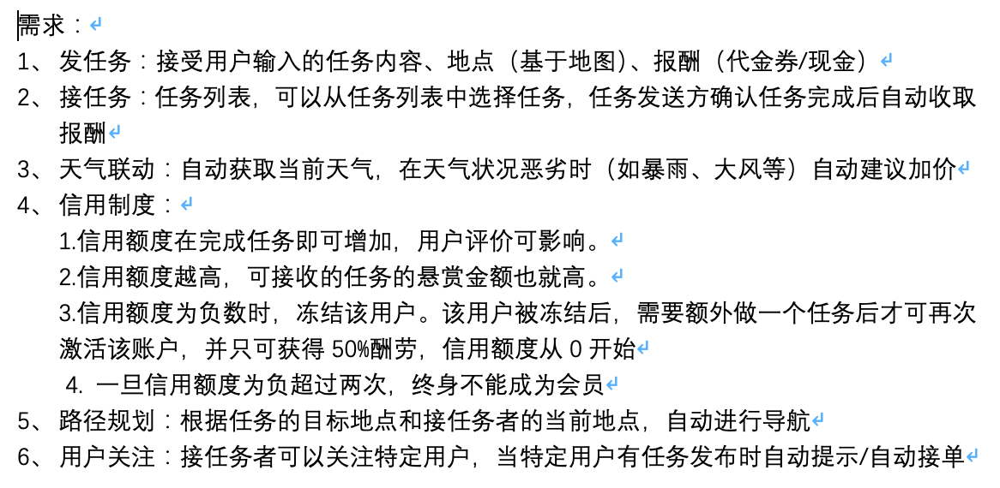 需求：
1、 发任务：接受用户输入的任务内容、地点（基于地图）、报酬（代金券/现金）
2、 接任务：任务列表，可以从任务列表中选择任务，任务发送方确认任务完成后自动收取
报酬
3、 天气联动：自动获取当前天气，在天气状况恶劣时（如暴雨、大风等）自动建议加价
4、 信用制度：
1.信用额度在完成任务即可增加，用户评价可影响。
2.信用额度越高，可接收的任务的悬赏金额也就高。
3.信用额度为负数时，冻结该用户。该用户被冻结后，需要额外做一个任务后才可再次
激活该账户，并只可获得 50%酬劳，信用额度从 0 开始
4. 一旦信用额度为负超过两次，终身不能成为会员
5、 路径规划：根据任务的目标地点和接任务者的当前地点，自动进行导航
6、 用户关注：接任务者可以关注特定用户，当特定用户有任务发布时自动提示/自动接单